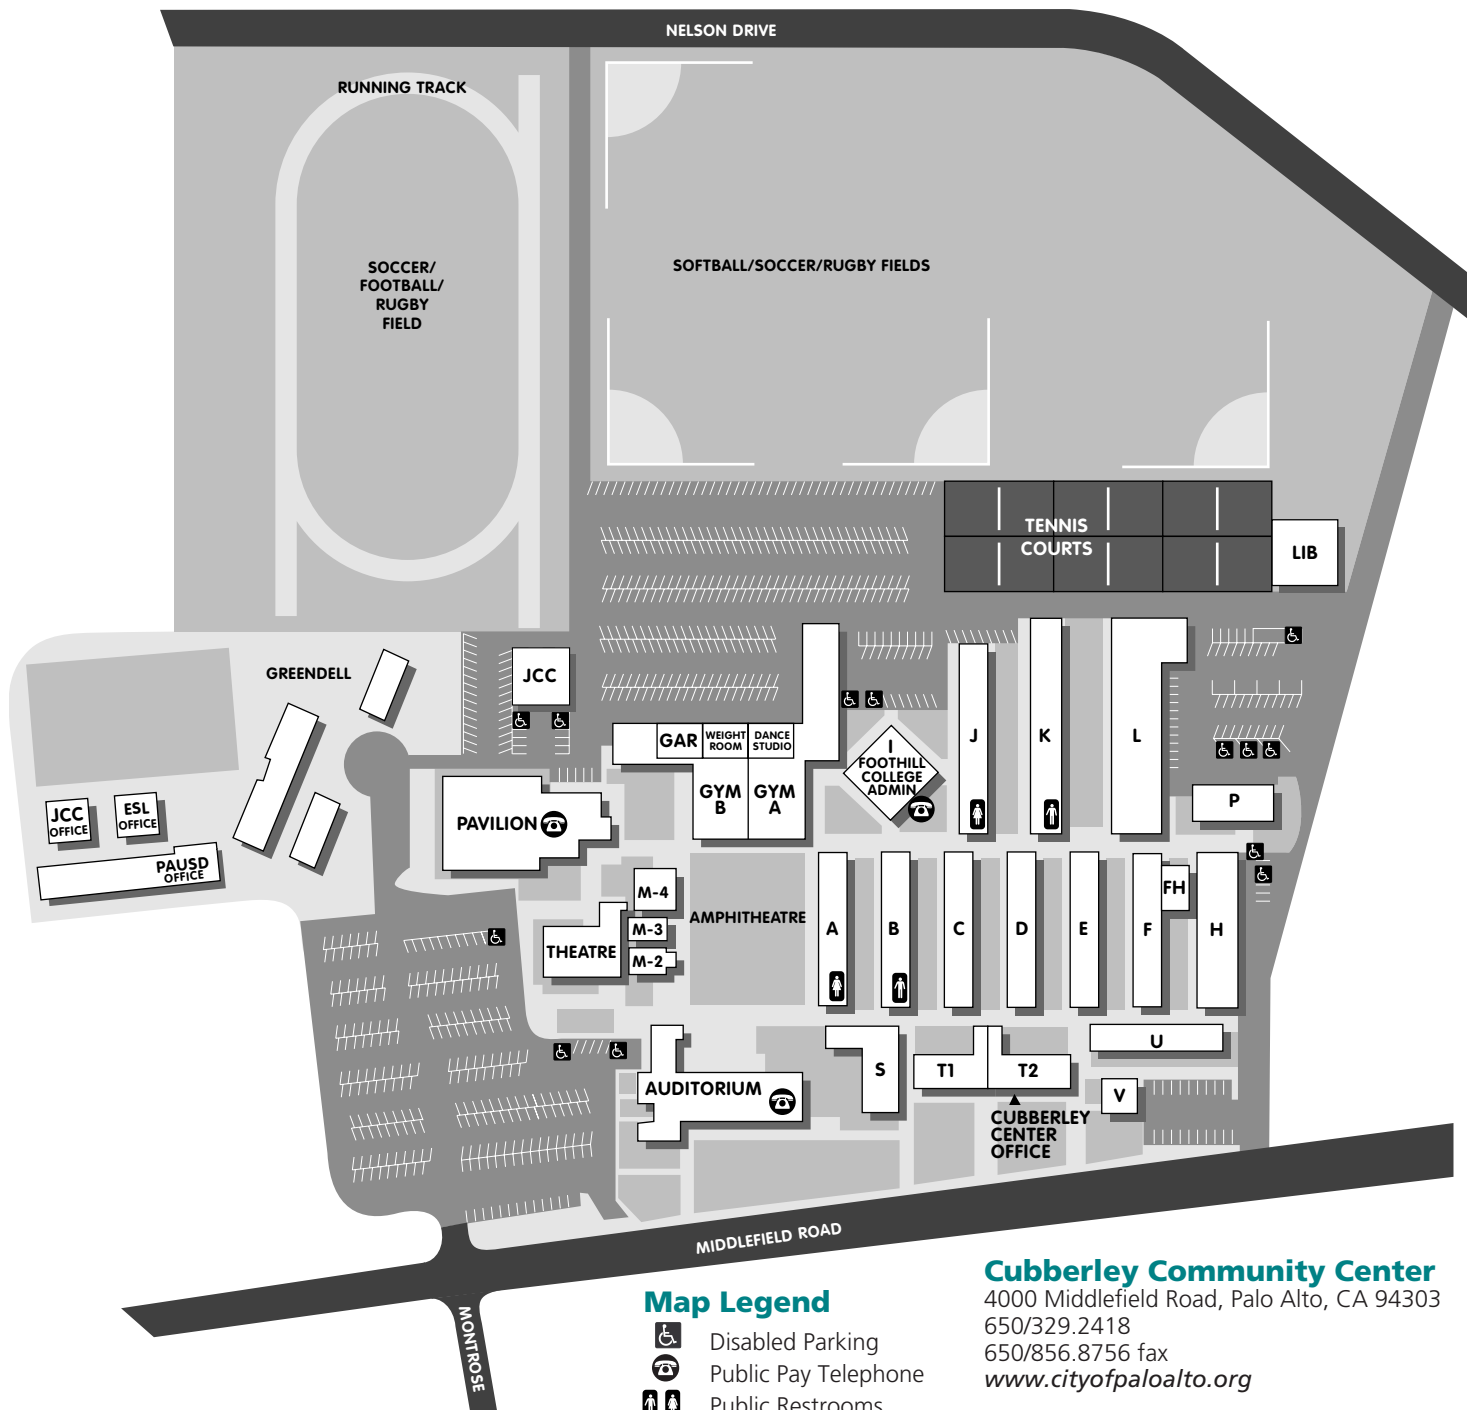 NELSON DRIVE
RUNNING TRACK
SOCCER/
FOOTBALL/
RUGBY
FIELD
SOFTBALL/SOCCER/RUGBY FIELDS
TENNIS
COURTS
LIB
GREENDELL
JCC
GAR
WEIGHT
ROOM
DANCE
STUDIO
GYM
B
GYM
A
I
FOOTHILL
COLLEGE
ADMIN
J
K
L
P
JCC
OFFICE
ESL
OFFICE
PAUSD
OFFICE
PAVILION
M-4
M-3
M-2
THEATRE
AMPHITHEATRE
A
B
C
D
E
F
FH
H
AUDITORIUM
S
T1
T2
U
V
CUBBERLEY
CENTER
OFFICE
MIDDLEFIELD ROAD
MONTROSE
Map Legend
Disabled Parking
Public Pay Telephone
Public Restrooms
Cubberley Community Center
4000 Middlefield Road, Palo Alto, CA 94303
650/329.2418
650/856.8756 fax
www.cityofpaloalto.org